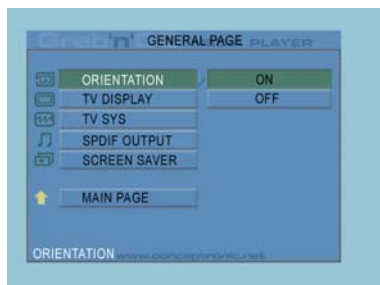 Grab'n'G PLAYER
GENERAL PAGE
ORIENTATION ON
TV DISPLAY OFF
TV SYS
SPDIF OUTPUT
SCREEN SAVER
MAIN PAGE
ORIENTATION www.conceptronic.net